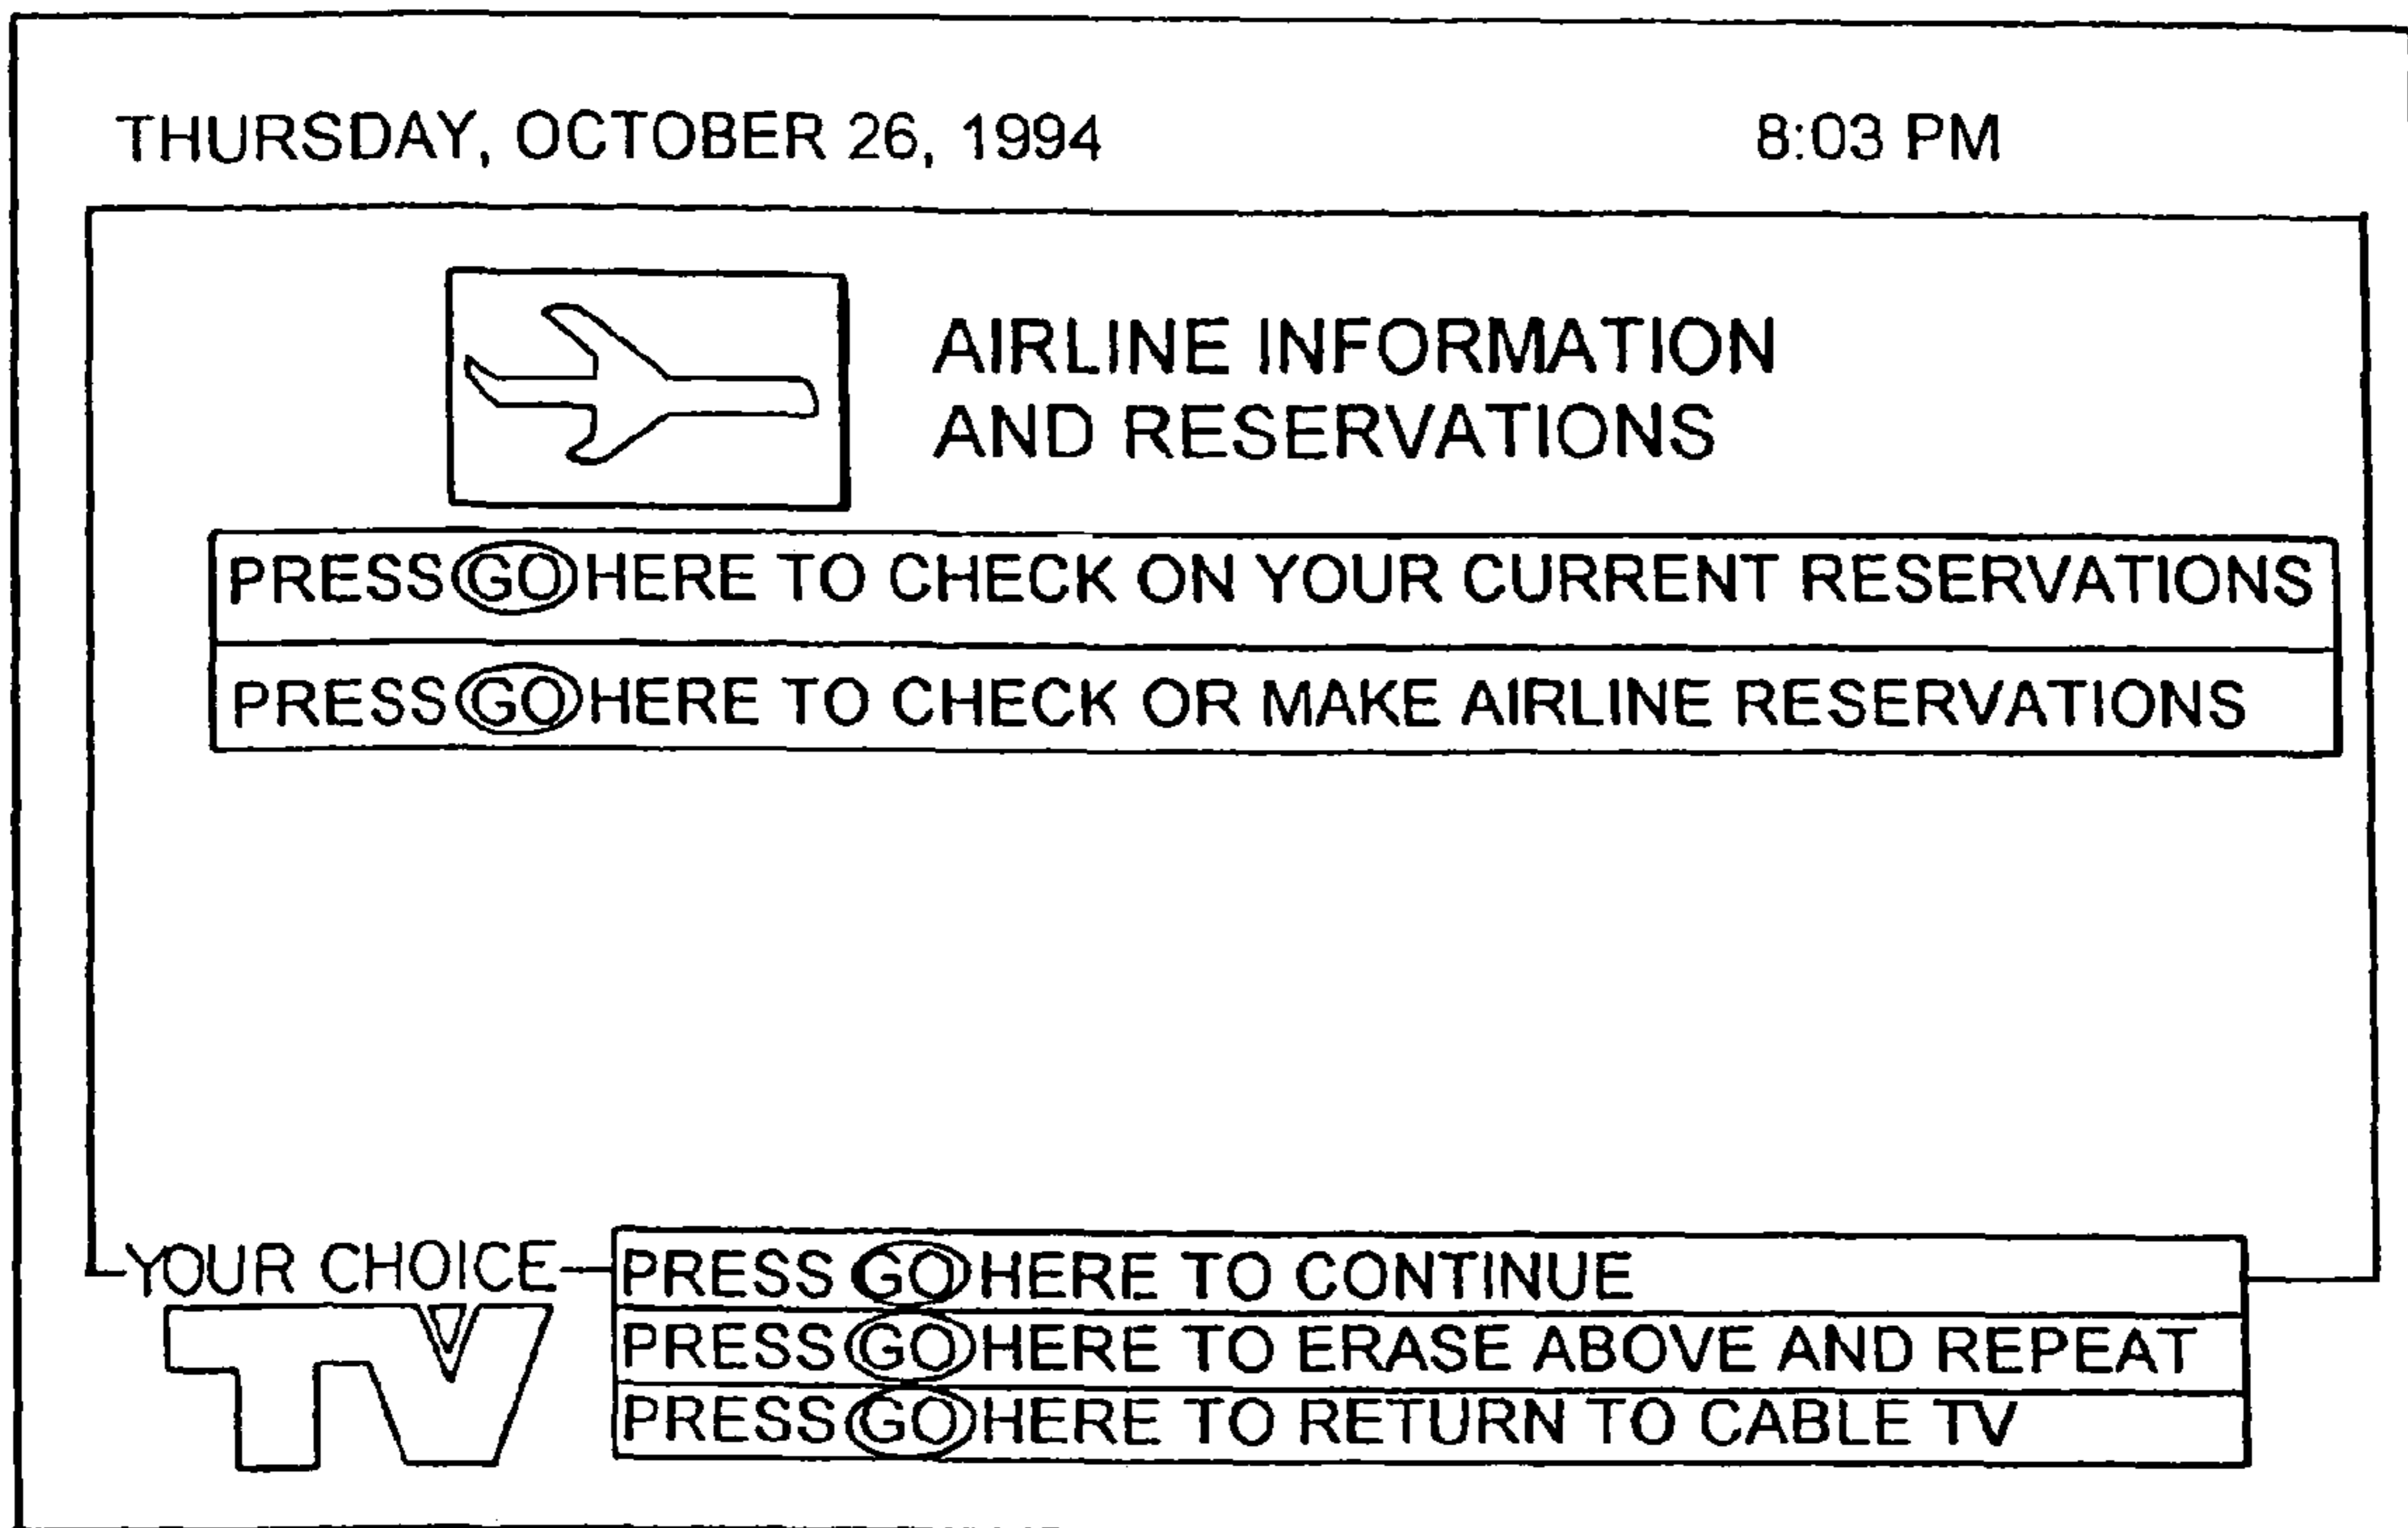 THURSDAY, OCTOBER 26, 1994 8:03 PM
AIRLINE INFORMATION
AND RESERVATIONS
PRESS GO HERE TO CHECK ON YOUR CURRENT RESERVATIONS
PRESS GO HERE TO CHECK OR MAKE AIRLINE RESERVATIONS
YOUR CHOICE
TV
PRESS GO HERE TO CONTINUE
PRESS GO HERE TO ERASE ABOVE AND REPEAT
PRESS GO HERE TO RETURN TO CABLE TV